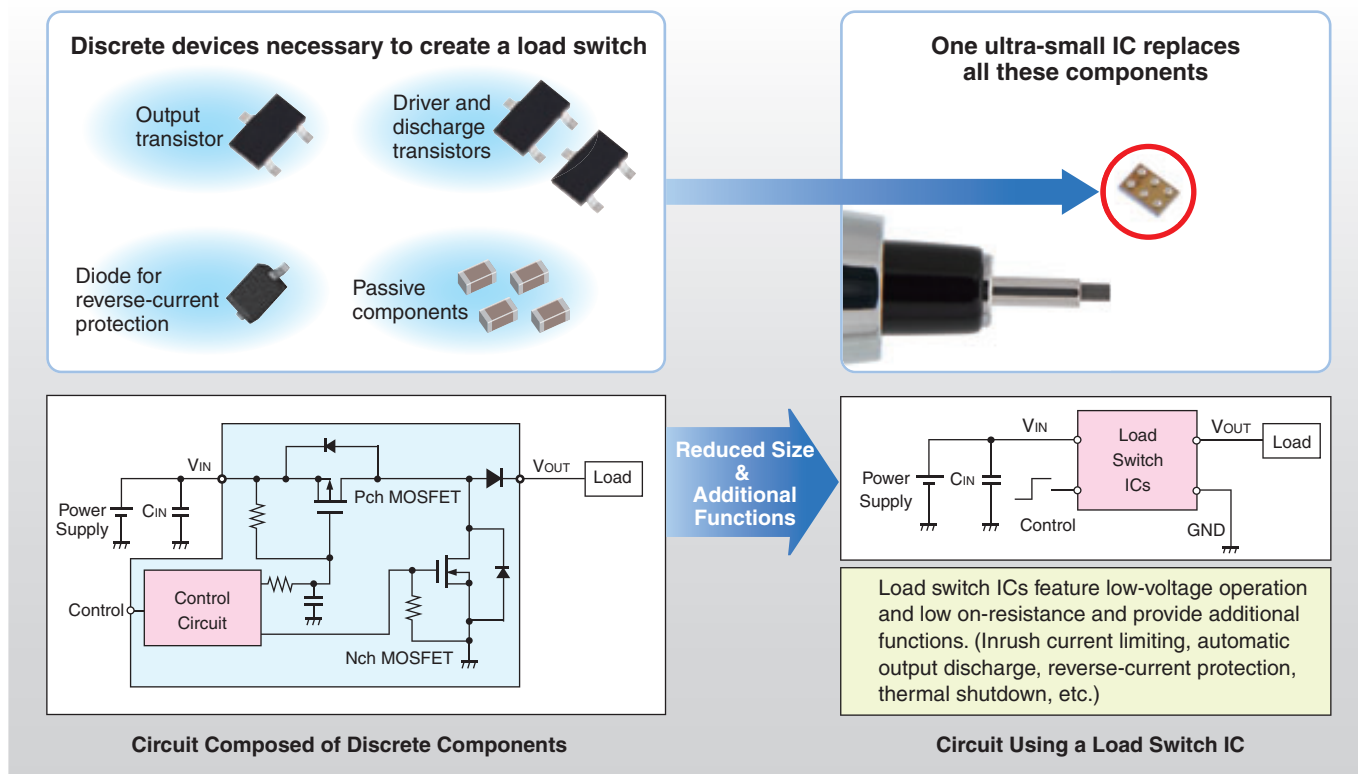 Discrete devices necessary to create a load switch
Output
transistor
Driver and
discharge
transistors
Diode for
reverse-current
protection
Passive
components
One ultra-small IC replaces
all these components
VIN
Pch MOSFET
VOUT
Load
Power
Supply
CIN
Control
Control
Circuit
Nch MOSFET
Circuit Composed of Discrete Components
Reduced Size
&
Additional
Functions
VIN
Load
Switch
ICs
VOUT
Load
Power
Supply
CIN
Control
GND
Load switch ICs feature low-voltage operation
and low on-resistance and provide additional
functions. (Inrush current limiting, automatic
output discharge, reverse-current protection,
thermal shutdown, etc.)
Circuit Using a Load Switch IC